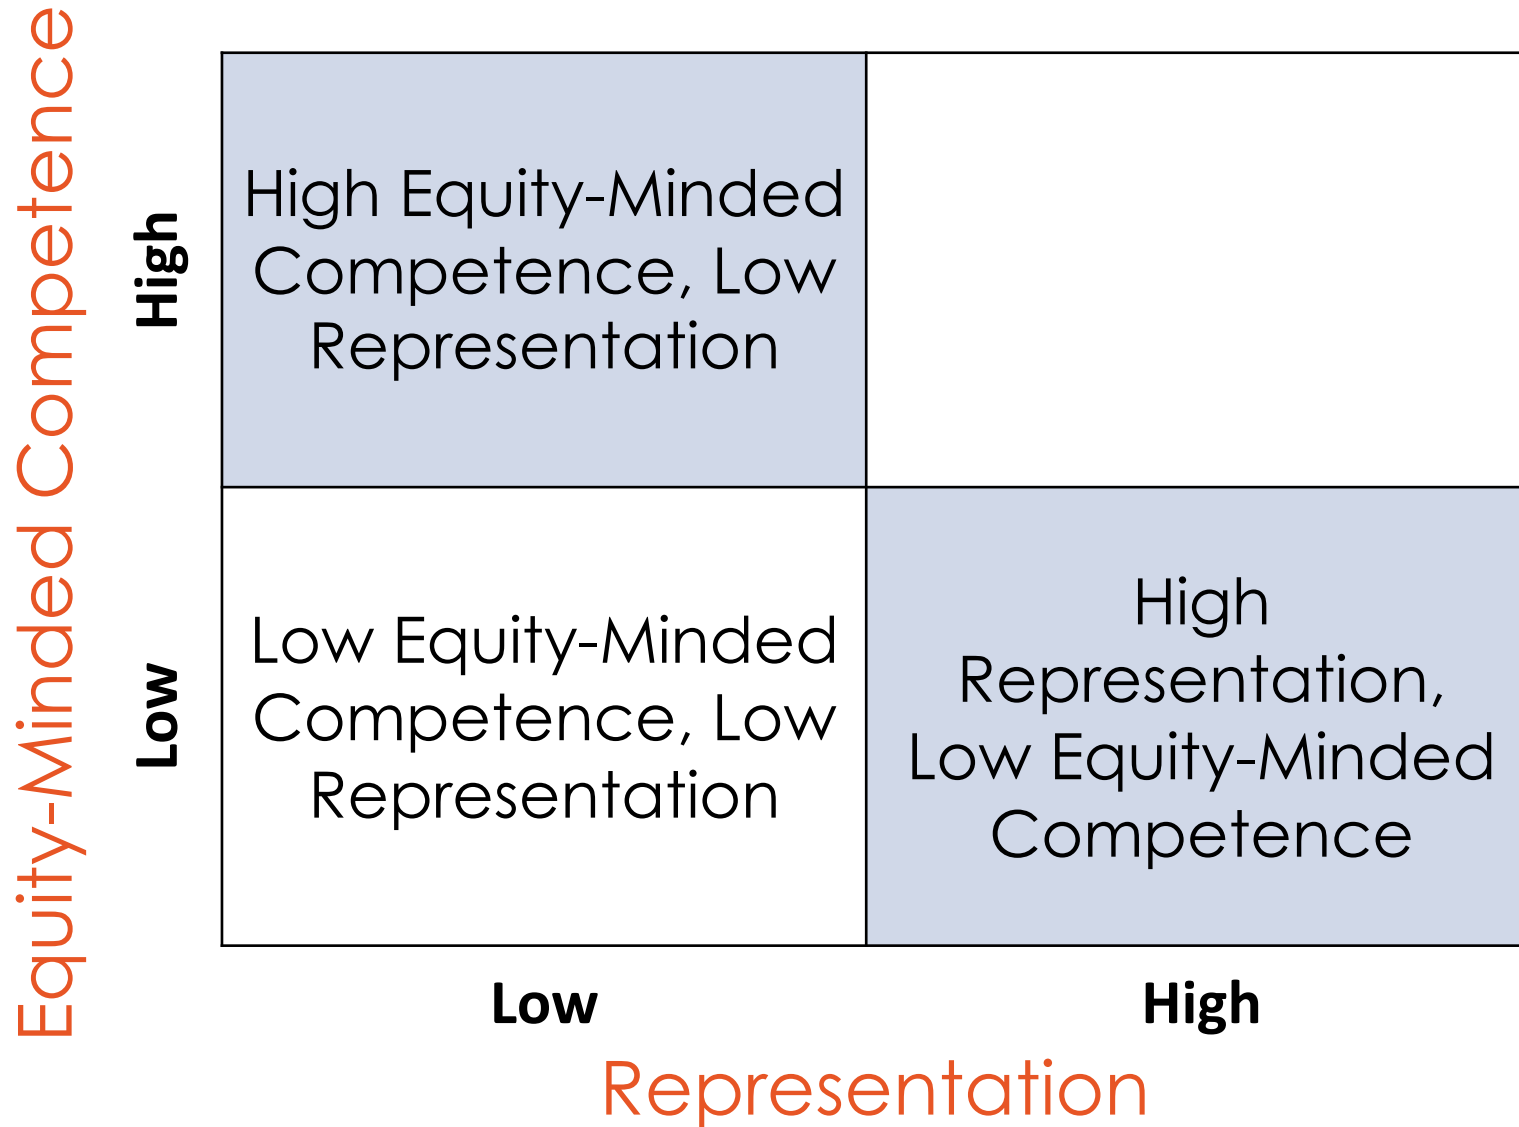 Equity-Minded Competence
High
High Equity-Minded
Competence, Low
Representation
Low
Low Equity-Minded
Competence, Low
Representation
High
Representation,
Low Equity-Minded
Competence
Low
High
Representation